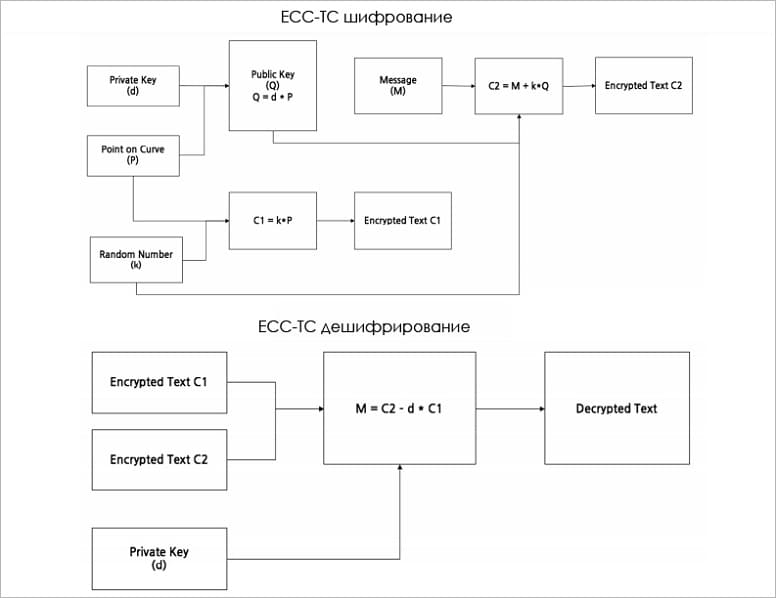 ECC-TC шифрование
Private Key
(d)
Public Key
(Q)
Q = d * P
Message
(M)
C2 = M + k*Q
Encrypted Text C2
Point on Curve
(P)
C1 = k*P
Encrypted Text C1
Random Number
(k)
ECC-TC дешифрирование
Encrypted Text C1
M = C2 - d * C1
Decrypted Text
Encrypted Text C2
Private Key
(d)